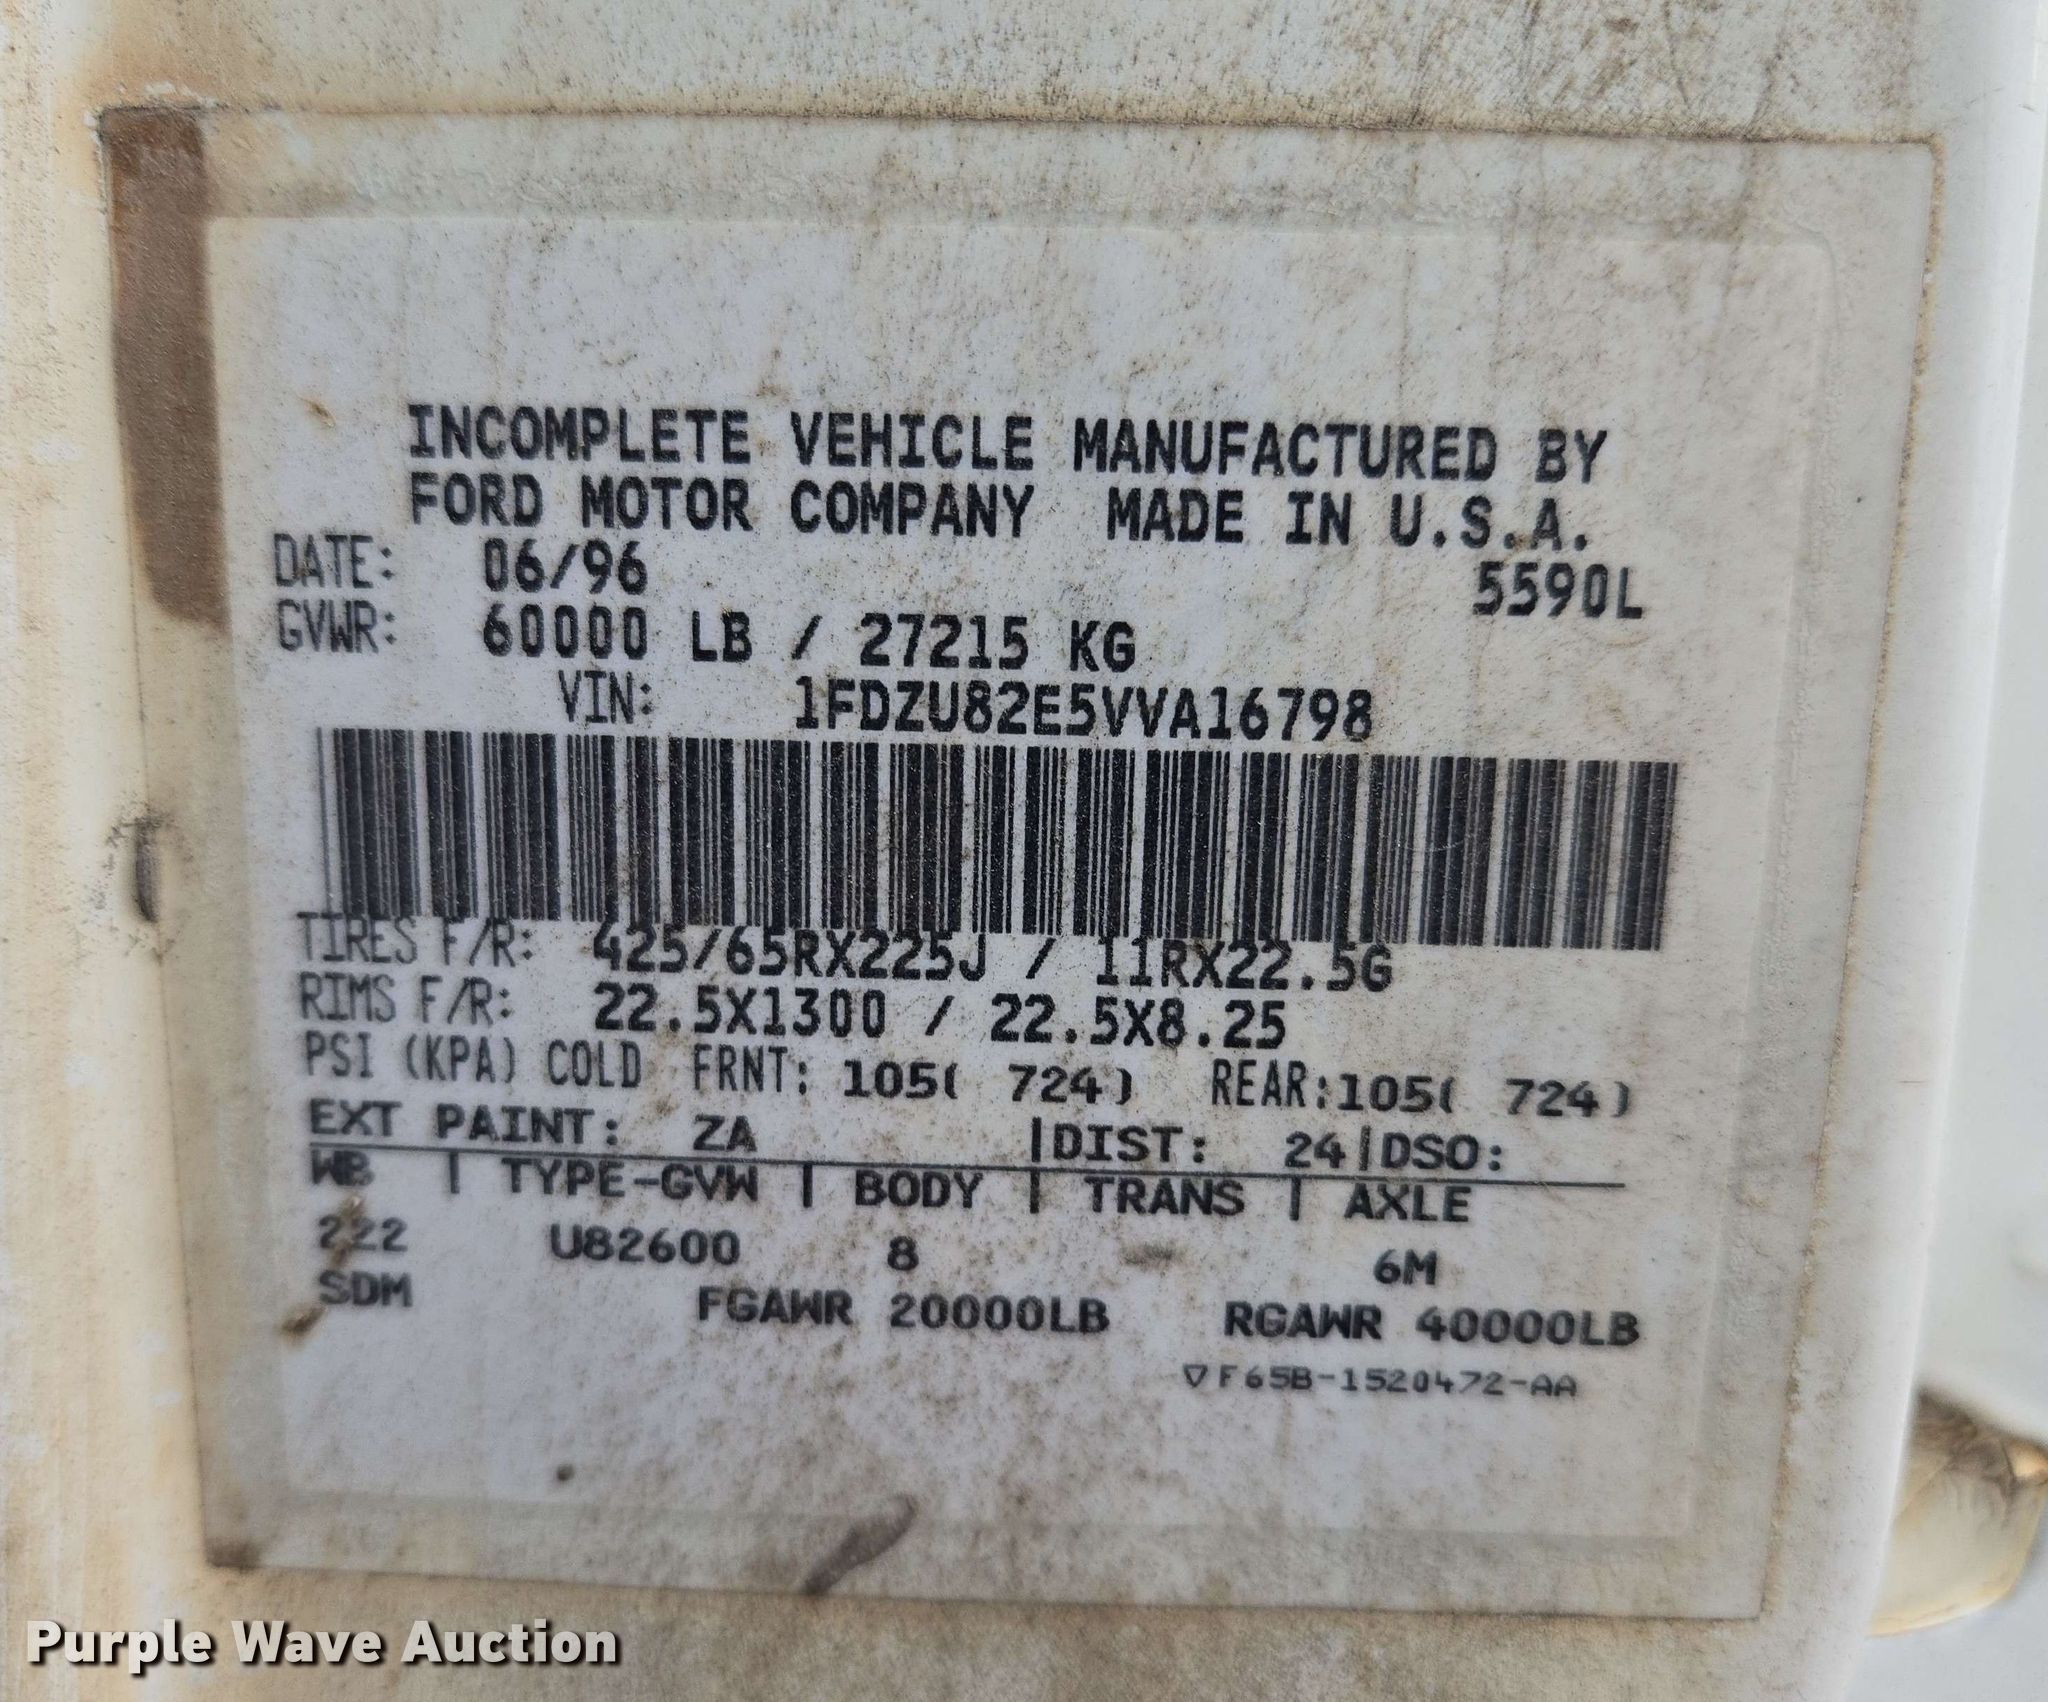 INCOMPLETE VEHICLE MANUFACTURED BY
FORD MOTOR COMPANY MADE IN U.S.A.
DATE: 06/96 5590L
GVWR: 60000 LB / 27215 KG
VIN: 1FDZU82E5VVA16798
TIRES F/R: 425/65RX225J / 11RX22.5G
RIMS F/R: 22.5X1300 / 22.5X8.25
PSI (KPA) COLD FRNT: 105( 724) REAR:105( 724)
EXT PAINT: ZA |DIST: 24|DSO:
WB | TYPE-GVW | BODY | TRANS | AXLE
222 U82600 8 6M
SDM FGAWR 20000LB RGAWR 40000LB
▽F65B-1520472-AA
Purple Wave Auction